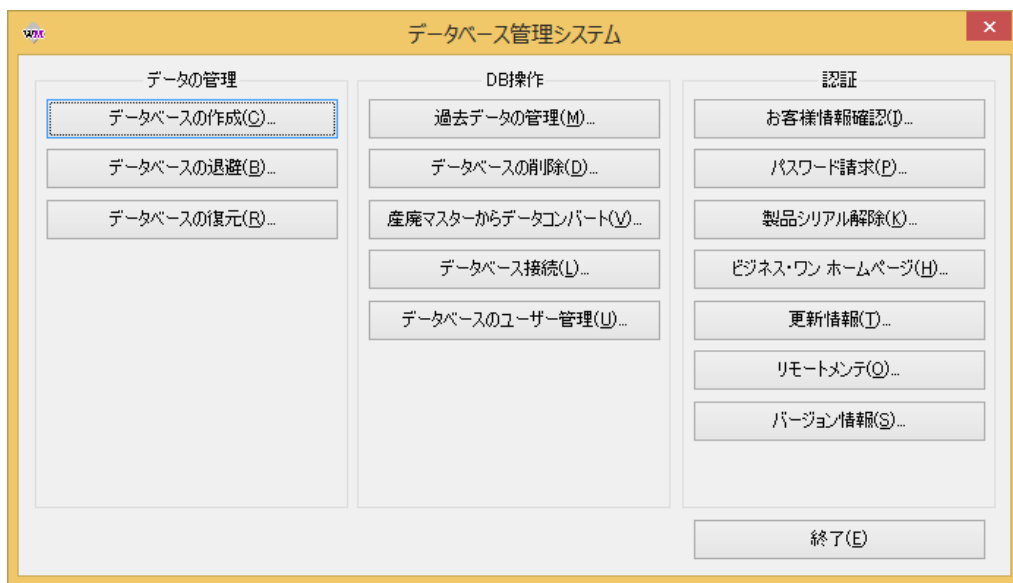 WM
データベース管理システム
データの管理
データベースの作成(C)...
データベースの退避(B)...
データベースの復元(R)...
DB操作
過去データの管理(M)...
データベースの削除(D)...
産廃マスターからデータコンバート(V)...
データベース接続(L)...
データベースのユーザー管理(U)...
認証
お客様情報確認(I)...
パスワード請求(P)...
製品シリアル解除(K)...
ビジネス・ワン ホームページ(H)...
更新情報(T)...
リモートメンテ(O)...
バージョン情報(S)...
終了(E)